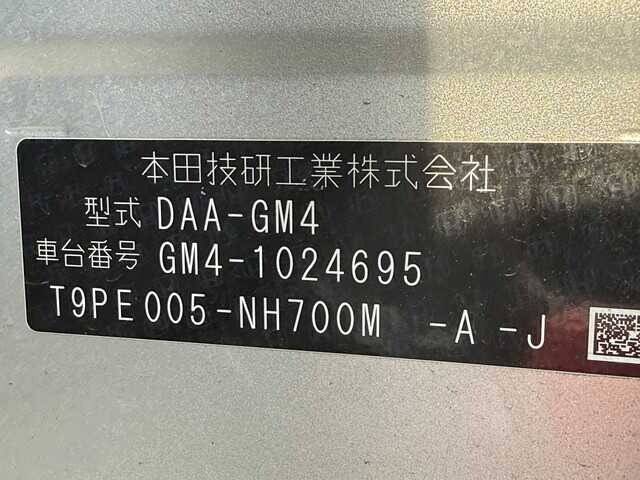 本田技研工業株式会社
型式 DAA-GM4
車台番号 GM4-1024695
T9PE005-NH700M -A -J